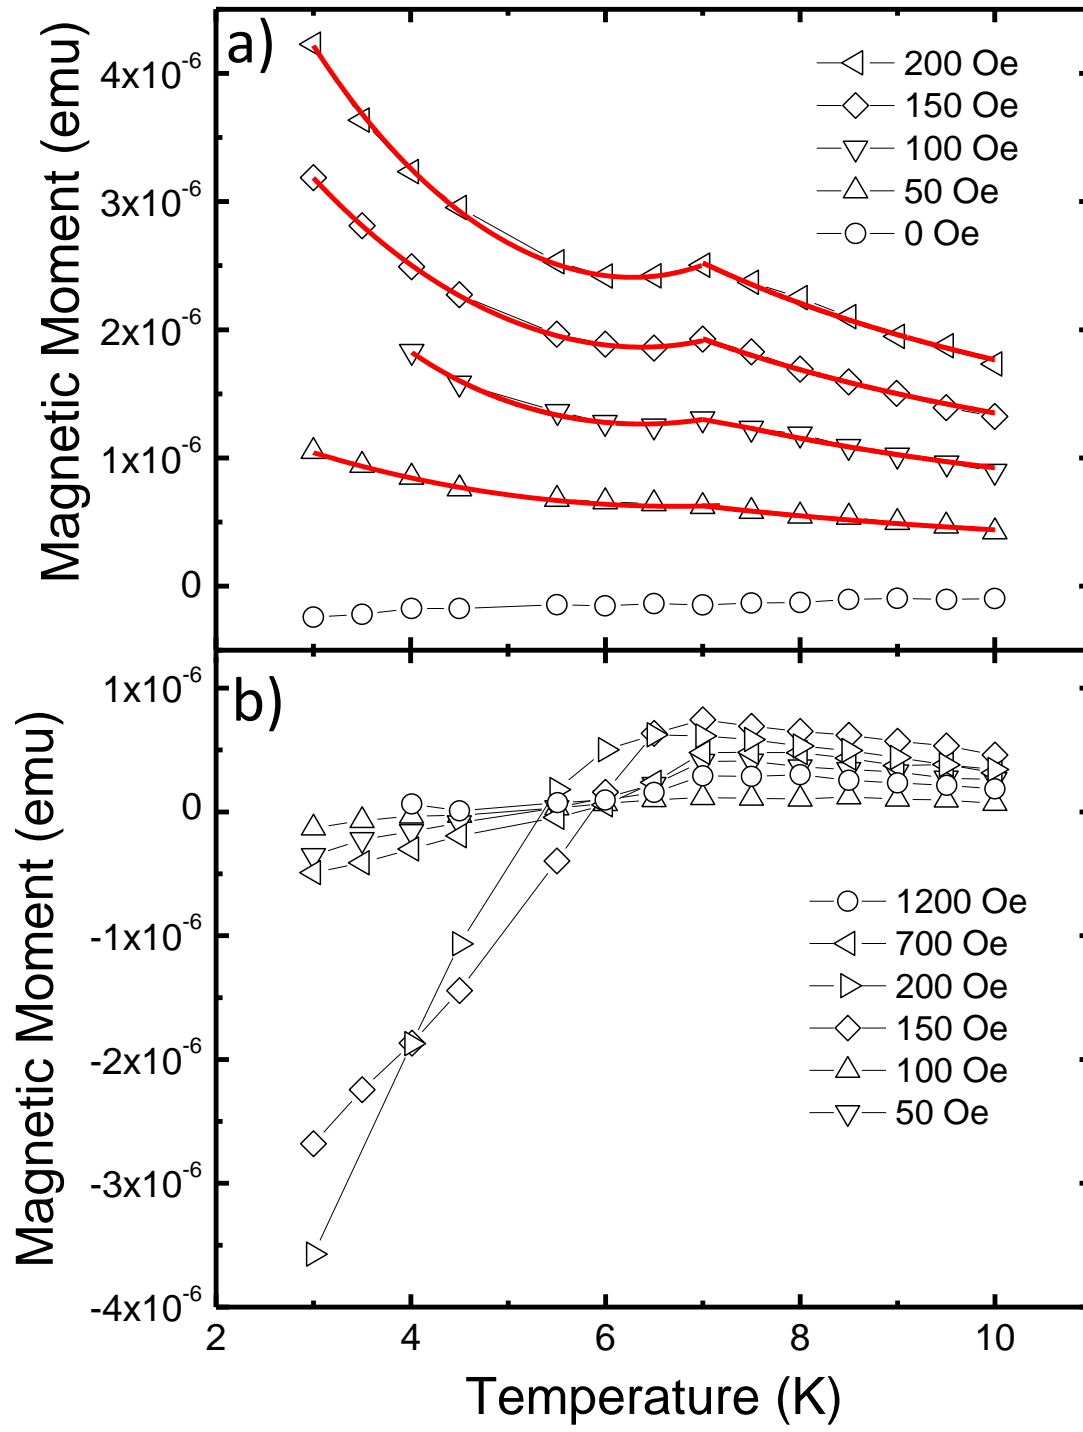 a)
Magnetic Moment (emu)
4x10⁻⁶
3x10⁻⁶
2x10⁻⁶
1x10⁻⁶
0
200 Oe
150 Oe
100 Oe
50 Oe
0 Oe
b)
Magnetic Moment (emu)
1x10⁻⁶
0
-1x10⁻⁶
-2x10⁻⁶
-3x10⁻⁶
-4x10⁻⁶
1200 Oe
700 Oe
200 Oe
150 Oe
100 Oe
50 Oe
2 4 6 8 10
Temperature (K)